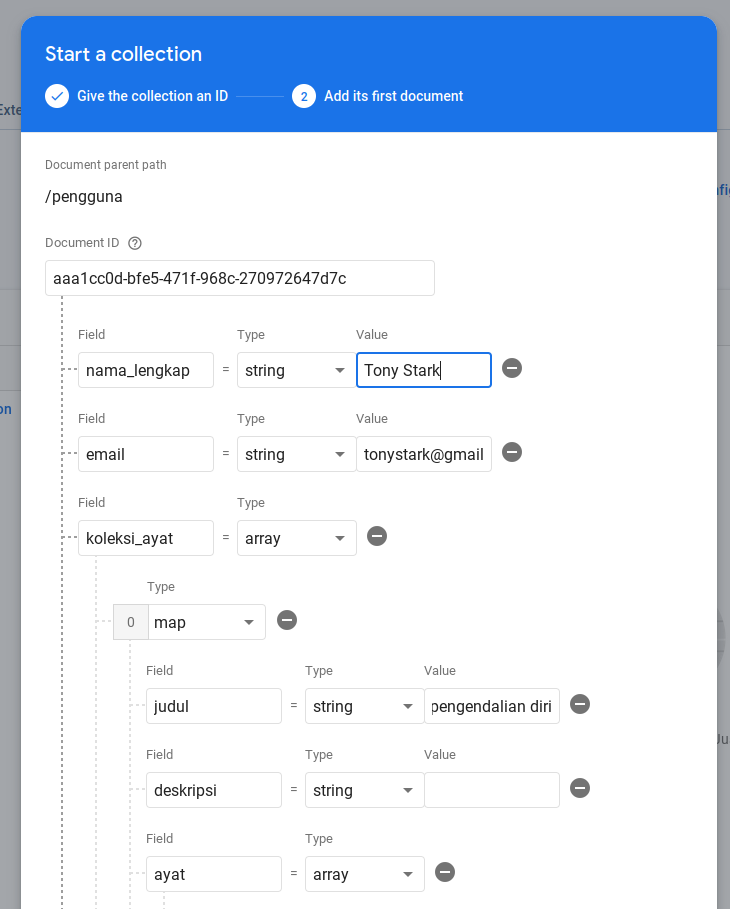 Start a collection
Give the collection an ID
2 Add its first document
Exte
nfig
on
Ju
Document parent path
/pengguna
Document ID
aaa1cc0d-bfe5-471f-968c-270972647d7c
Field Type Value
nama_lengkap = string Tony Stark
Field Type Value
email = string tonystark@gmail
Field Type
koleksi_ayat = array
Type
0 map
Field Type Value
judul = string pengendalian diri
Field Type Value
deskripsi = string
Field Type
ayat = array